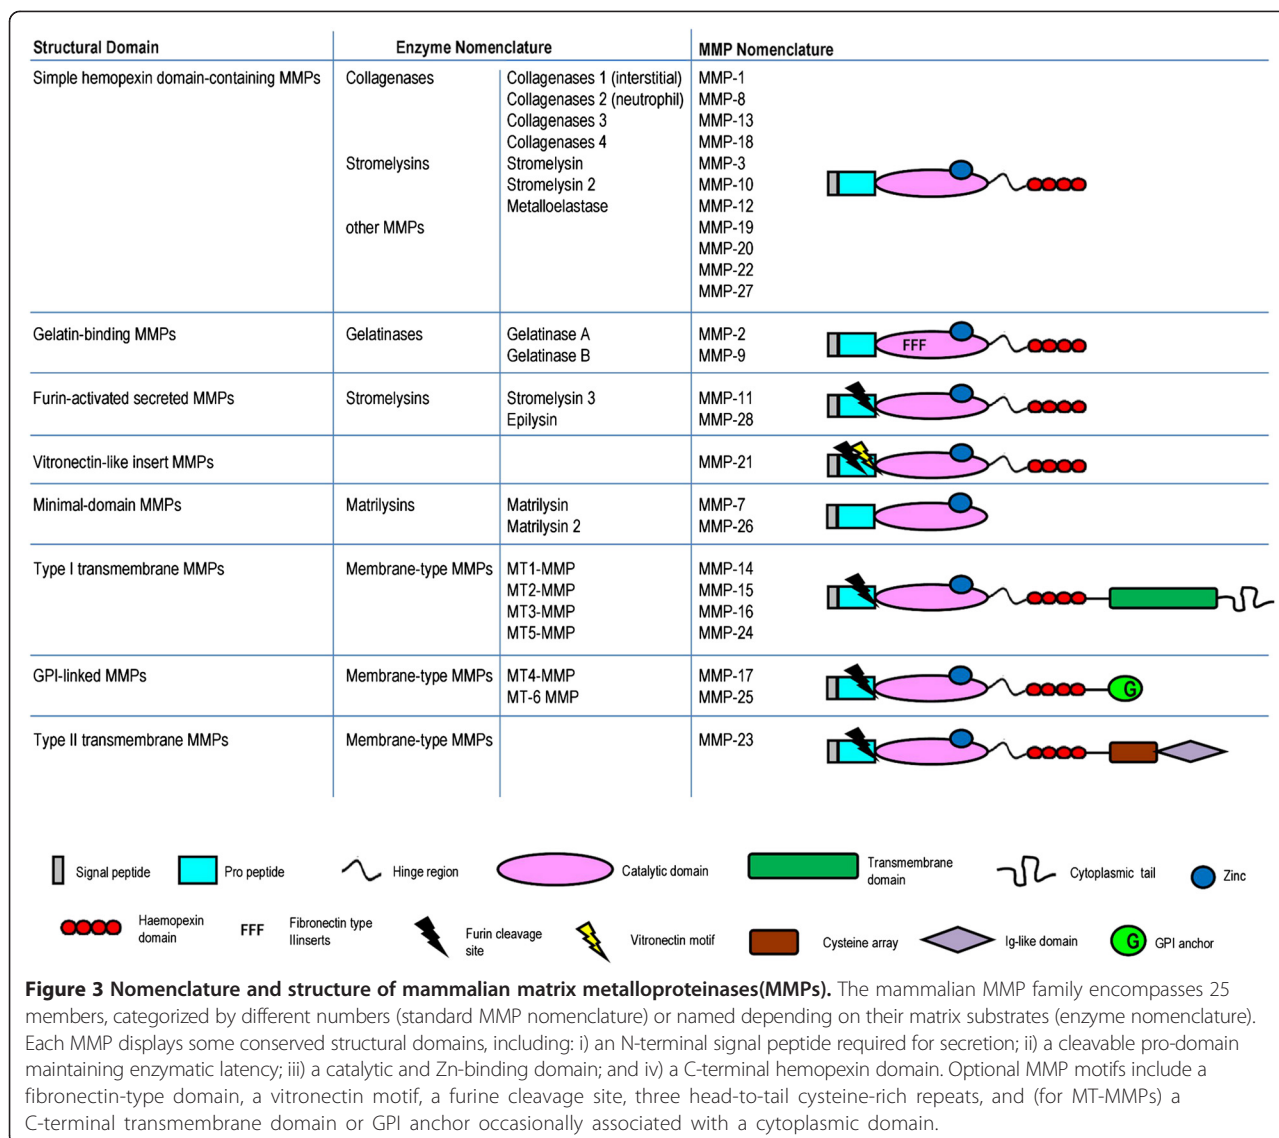 Structural Domain Enzyme Nomenclature MMP Nomenclature
Simple hemopexin domain-containing MMPs Collagenases Collagenases 1 (interstitial) MMP-1
Collagenases 2 (neutrophil) MMP-8
Collagenases 3 MMP-13
Collagenases 4 MMP-18
Stromelysins Stromelysin MMP-3
Stromelysin 2 MMP-10
Metalloelastase MMP-12
other MMPs MMP-19
MMP-20
MMP-22
MMP-27
Gelatin-binding MMPs Gelatinases Gelatinase A MMP-2
Gelatinase B MMP-9
FFF
Furin-activated secreted MMPs Stromelysins Stromelysin 3 MMP-11
Epilysin MMP-28
Vitronectin-like insert MMPs MMP-21
Minimal-domain MMPs Matrilysins Matrilysin MMP-7
Matrilysin 2 MMP-26
Type I transmembrane MMPs Membrane-type MMPs MT1-MMP MMP-14
MT2-MMP MMP-15
MT3-MMP MMP-16
MT5-MMP MMP-24
GPI-linked MMPs Membrane-type MMPs MT4-MMP MMP-17
MT-6 MMP MMP-25
G
Type II transmembrane MMPs Membrane-type MMPs MMP-23
Signal peptide Pro peptide Hinge region Catalytic domain Transmembrane domain Cytoplasmic tail Zinc
Haemopexin domain FFF Fibronectin type IIinserts Furin cleavage site Vitronectin motif Cysteine array Ig-like domain G GPI anchor
Figure 3 Nomenclature and structure of mammalian matrix metalloproteinases(MMPs). The mammalian MMP family encompasses 25
members, categorized by different numbers (standard MMP nomenclature) or named depending on their matrix substrates (enzyme nomenclature).
Each MMP displays some conserved structural domains, including: i) an N-terminal signal peptide required for secretion; ii) a cleavable pro-domain
maintaining enzymatic latency; iii) a catalytic and Zn-binding domain; and iv) a C-terminal hemopexin domain. Optional MMP motifs include a
fibronectin-type domain, a vitronectin motif, a furine cleavage site, three head-to-tail cysteine-rich repeats, and (for MT-MMPs) a
C-terminal transmembrane domain or GPI anchor occasionally associated with a cytoplasmic domain.